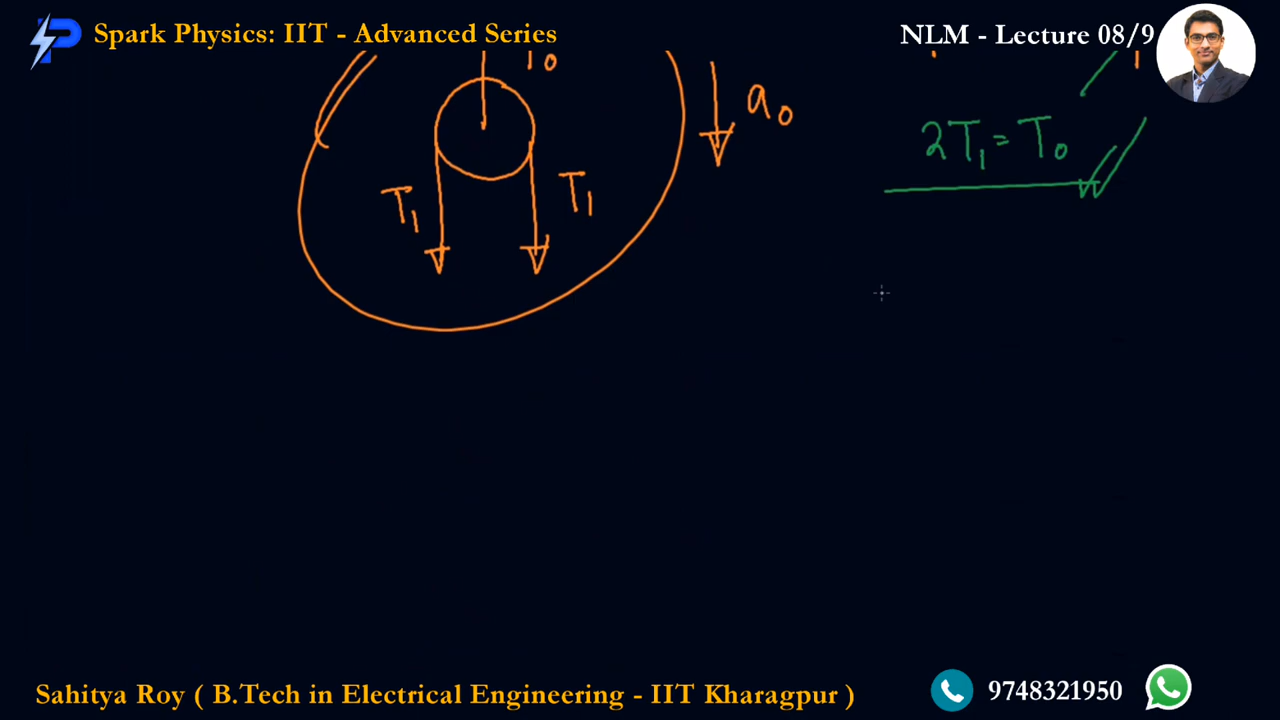 Spark Physics: IIT - Advanced Series
NLM - Lecture 08/9
a₀
2T₁ = T₀
T₁
T₁
Sahitya Roy ( B.Tech in Electrical Engineering - IIT Kharagpur )
9748321950